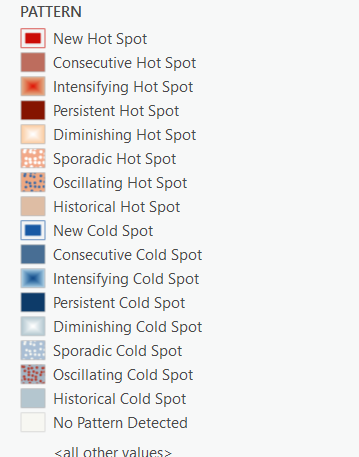 PATTERN
New Hot Spot
Consecutive Hot Spot
Intensifying Hot Spot
Persistent Hot Spot
Diminishing Hot Spot
Sporadic Hot Spot
Oscillating Hot Spot
Historical Hot Spot
New Cold Spot
Consecutive Cold Spot
Intensifying Cold Spot
Persistent Cold Spot
Diminishing Cold Spot
Sporadic Cold Spot
Oscillating Cold Spot
Historical Cold Spot
No Pattern Detected
<all other values>